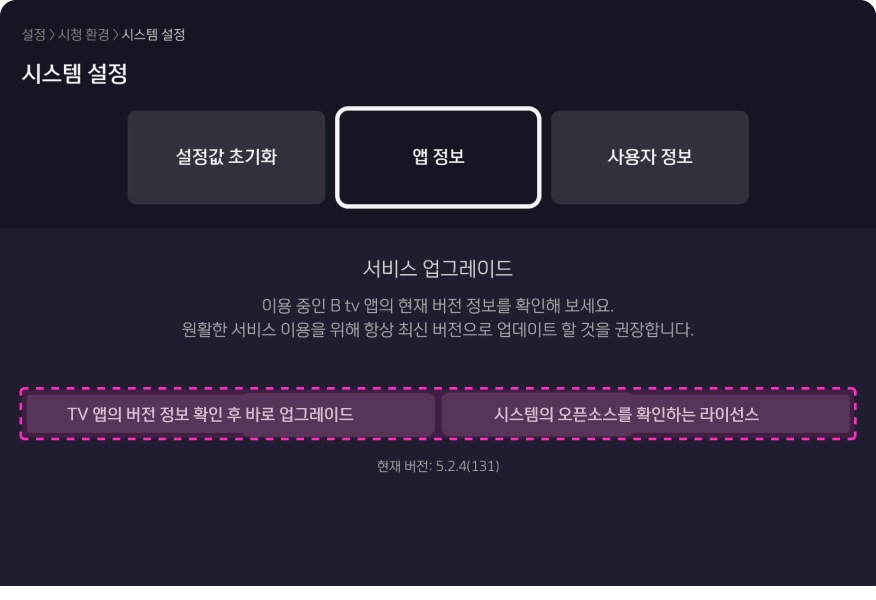 설정 > 시청 환경 > 시스템 설정
시스템 설정
설정값 초기화
앱 정보
사용자 정보
서비스 업그레이드
이용 중인 B tv 앱의 현재 버전 정보를 확인해 보세요.
원활한 서비스 이용을 위해 항상 최신 버전으로 업데이트 할 것을 권장합니다.
TV 앱의 버전 정보 확인 후 바로 업그레이드
시스템의 오픈소스를 확인하는 라이선스
현재 버전: 5.2.4(131)